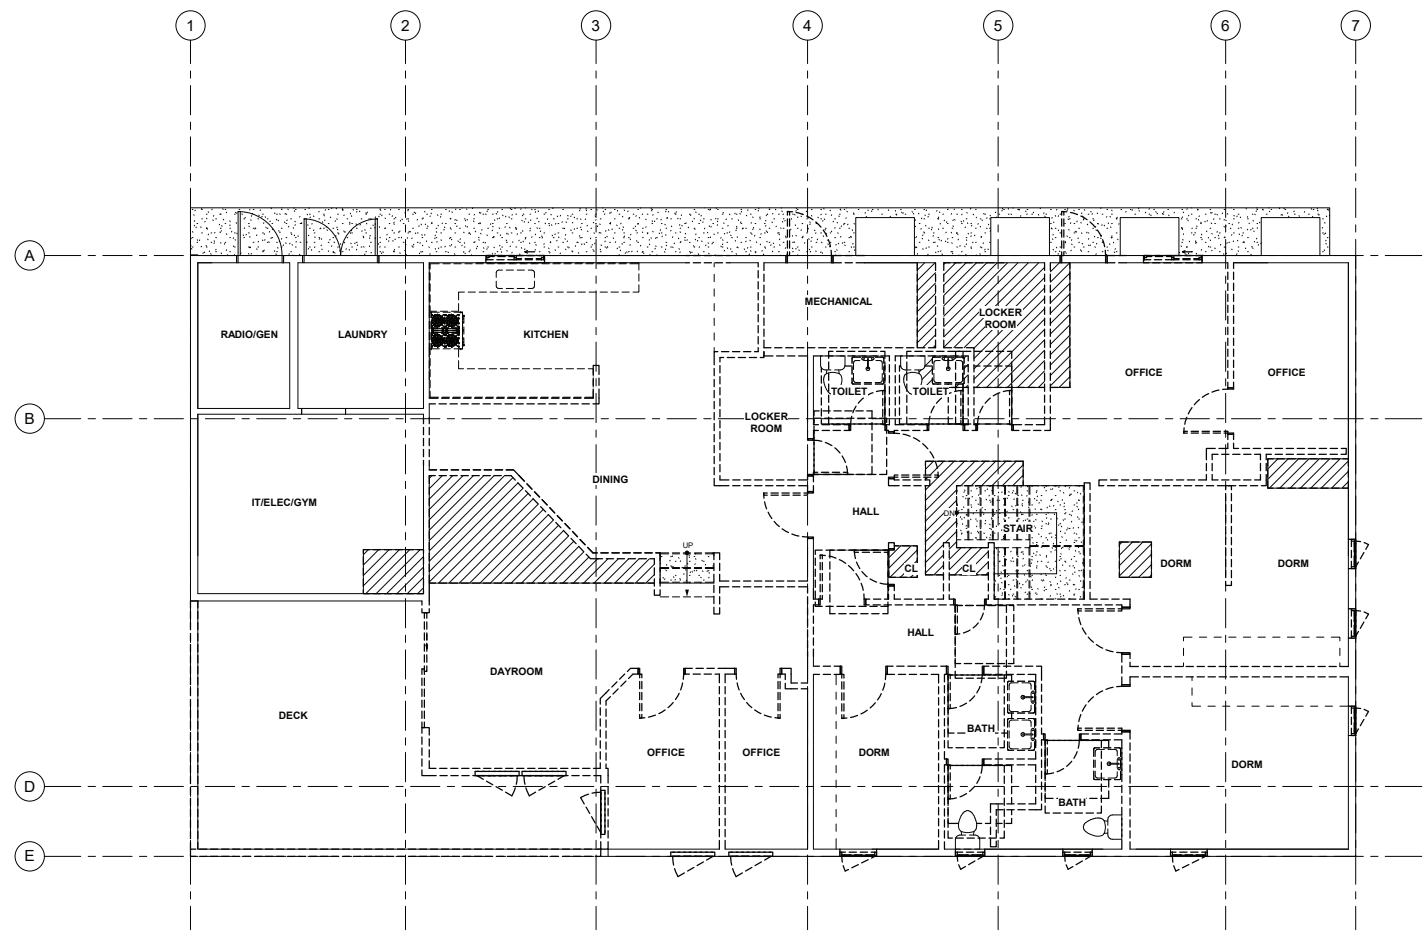 1 2 3 4 5 6 7
A
MECHANICAL
LOCKER
ROOM
RADIO/GEN LAUNDRY KITCHEN
OFFICE OFFICE
TOILET TOILET
B
LOCKER
ROOM
DINING
IT/ELEC/GYM
HALL
DN
STAIR
UP
CL CL
DORM DORM
HALL
DAYROOM
DECK
BATH
OFFICE OFFICE DORM
DORM
D
BATH
E